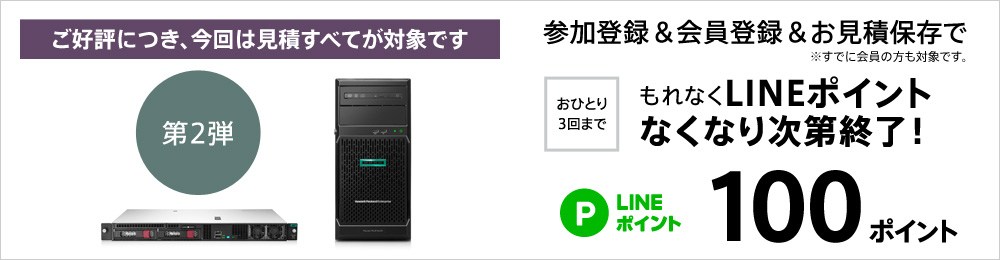 ご好評につき、今回は見積すべてが対象です
第2弾
参加登録＆会員登録＆お見積保存で
※すでに会員の方も対象です。
おひとり
3回まで
もれなくLINEポイント
なくなり次第終了！
P LINE
ポイント
100ポイント